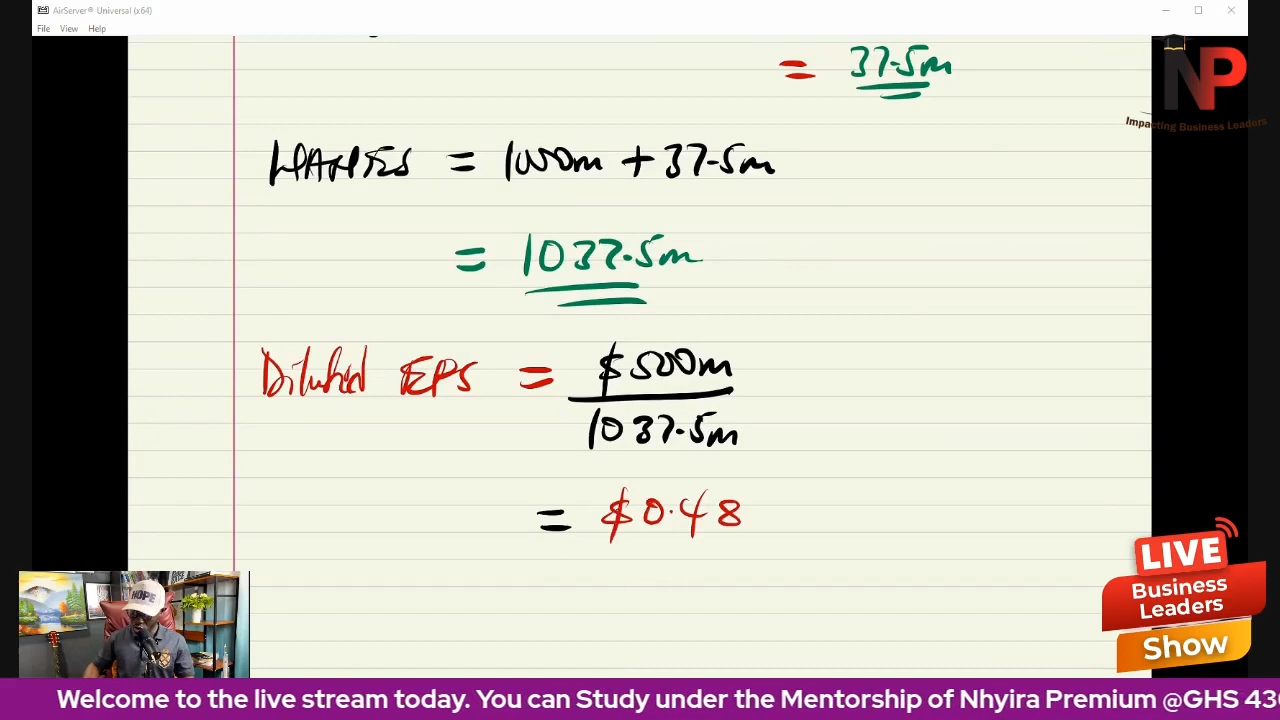 AirServer® Universal (x64)
File View Help
= 37.5m
NP
Impacting Business Leaders
= 1000m + 37.5m
= 1037.5m
Diluted EPS = $500m
1037.5m
= $0.48
HOPE
LIVE
Business
Leaders
Show
Welcome to the live stream today. You can Study under the Mentorship of Nhyira Premium @GHS 43